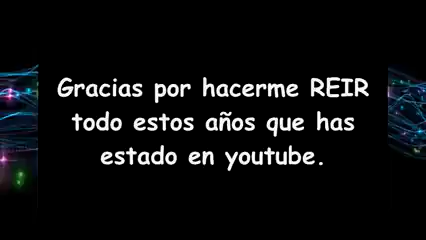 Gracias por hacerme REIR
todo estos años que has
estado en youtube.